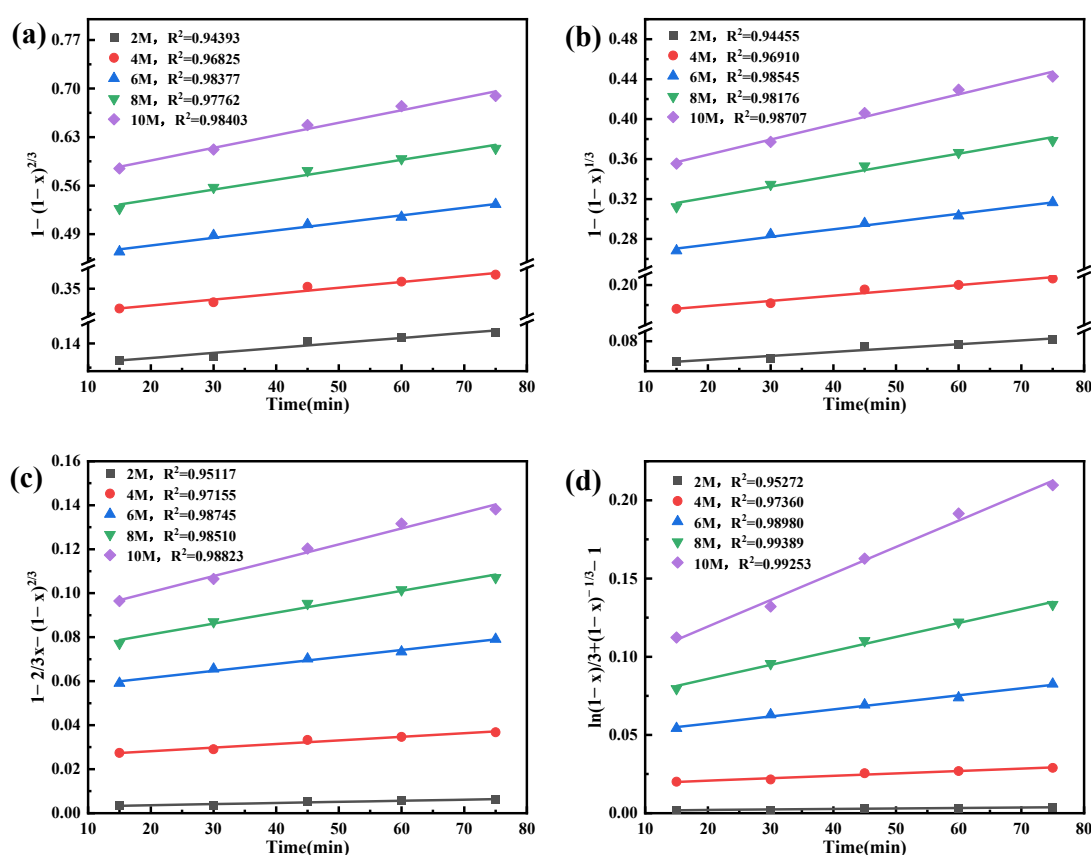 (a)
2M，R²=0.94393
4M，R²=0.96825
6M，R²=0.98377
8M，R²=0.97762
10M，R²=0.98403
1− (1− x)^2/3
0.77
0.70
0.63
0.56
0.49
0.35
0.14
10 20 30 40 50 60 70 80
Time(min)
(b)
2M，R²=0.94455
4M，R²=0.96910
6M，R²=0.98545
8M，R²=0.98176
10M，R²=0.98707
1− (1− x)^1/3
0.48
0.44
0.40
0.36
0.32
0.28
0.20
0.08
10 20 30 40 50 60 70 80
Time(min)
(c)
2M，R²=0.95117
4M，R²=0.97155
6M，R²=0.98745
8M，R²=0.98510
10M，R²=0.98823
1− 2/3x− (1− x)^2/3
0.16
0.14
0.12
0.10
0.08
0.06
0.04
0.02
0.00
10 20 30 40 50 60 70 80
Time(min)
(d)
2M，R²=0.95272
4M，R²=0.97360
6M，R²=0.98980
8M，R²=0.99389
10M，R²=0.99253
ln(1− x)/3+(1− x)^− 1/3− 1
0.20
0.15
0.10
0.05
0.00
10 20 30 40 50 60 70 80
Time(min)